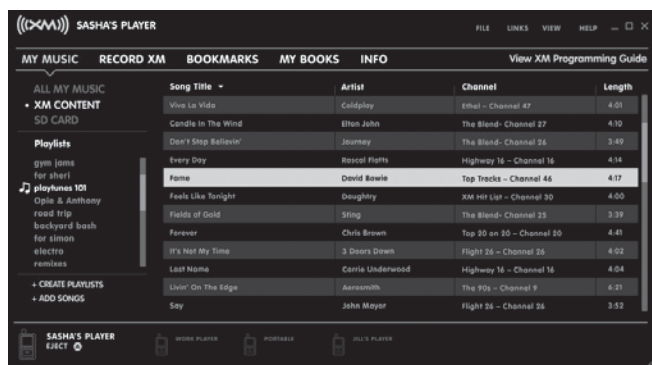 ((XM)) SASHA'S PLAYER FILE LINKS VIEW HELP
MY MUSIC RECORD XM BOOKMARKS MY BOOKS INFO View XM Programming Guide
ALL MY MUSIC
• XM CONTENT
SD CARD
Playlists
gym jams
for sheri
playtunes 101
Opie & Anthony
road trip
backyard bash
for simon
electro
remixes
+ CREATE PLAYLISTS
+ ADD SONGS
Song Title Artist Channel Length
Viva La Vida Coldplay Ethel – Channel 47 4:01
Candle In The Wind Elton John The Blend- Channel 27 4:10
Don't Stop Believin' Journey The Blend- Channel 26 3:49
Every Day Rascal Flatts Highway 16 – Channel 16 4:14
Fame David Bowie Top Tracks – Channel 46 4:17
Feels Like Tonight Daughtry XM Hit List – Channel 30 4:00
Fields of Gold Sting The Blend- Channel 25 3:39
Forever Chris Brown Top 20 on 20 – Channel 20 4:41
It's Not My Time 3 Doors Down Flight 26 – Channel 26 4:02
Last Name Carrie Underwood Highway 16 – Channel 16 4:04
Livin' On The Edge Aerosmith The 90s – Channel 9 6:21
Say John Mayer Flight 26 – Channel 26 3:52
SASHA'S PLAYER
EJECT
WORK PLAYER PORTABLE JILL'S PLAYER